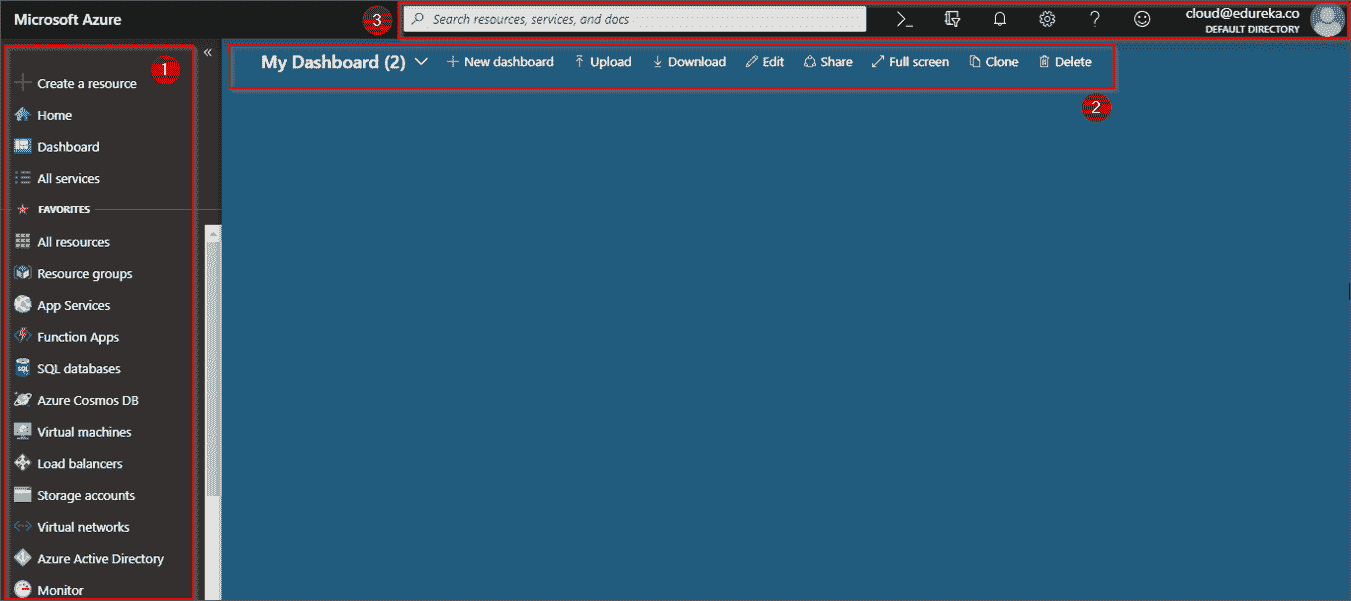 Microsoft Azure
3
Search resources, services, and docs
>_
?
cloud@edureka.co
DEFAULT DIRECTORY
1
«
My Dashboard (2)
+ New dashboard
Upload
Download
Edit
Share
Full screen
Clone
Delete
2
+ Create a resource
Home
Dashboard
All services
FAVORITES
All resources
Resource groups
App Services
Function Apps
SQL databases
Azure Cosmos DB
Virtual machines
Load balancers
Storage accounts
Virtual networks
Azure Active Directory
Monitor